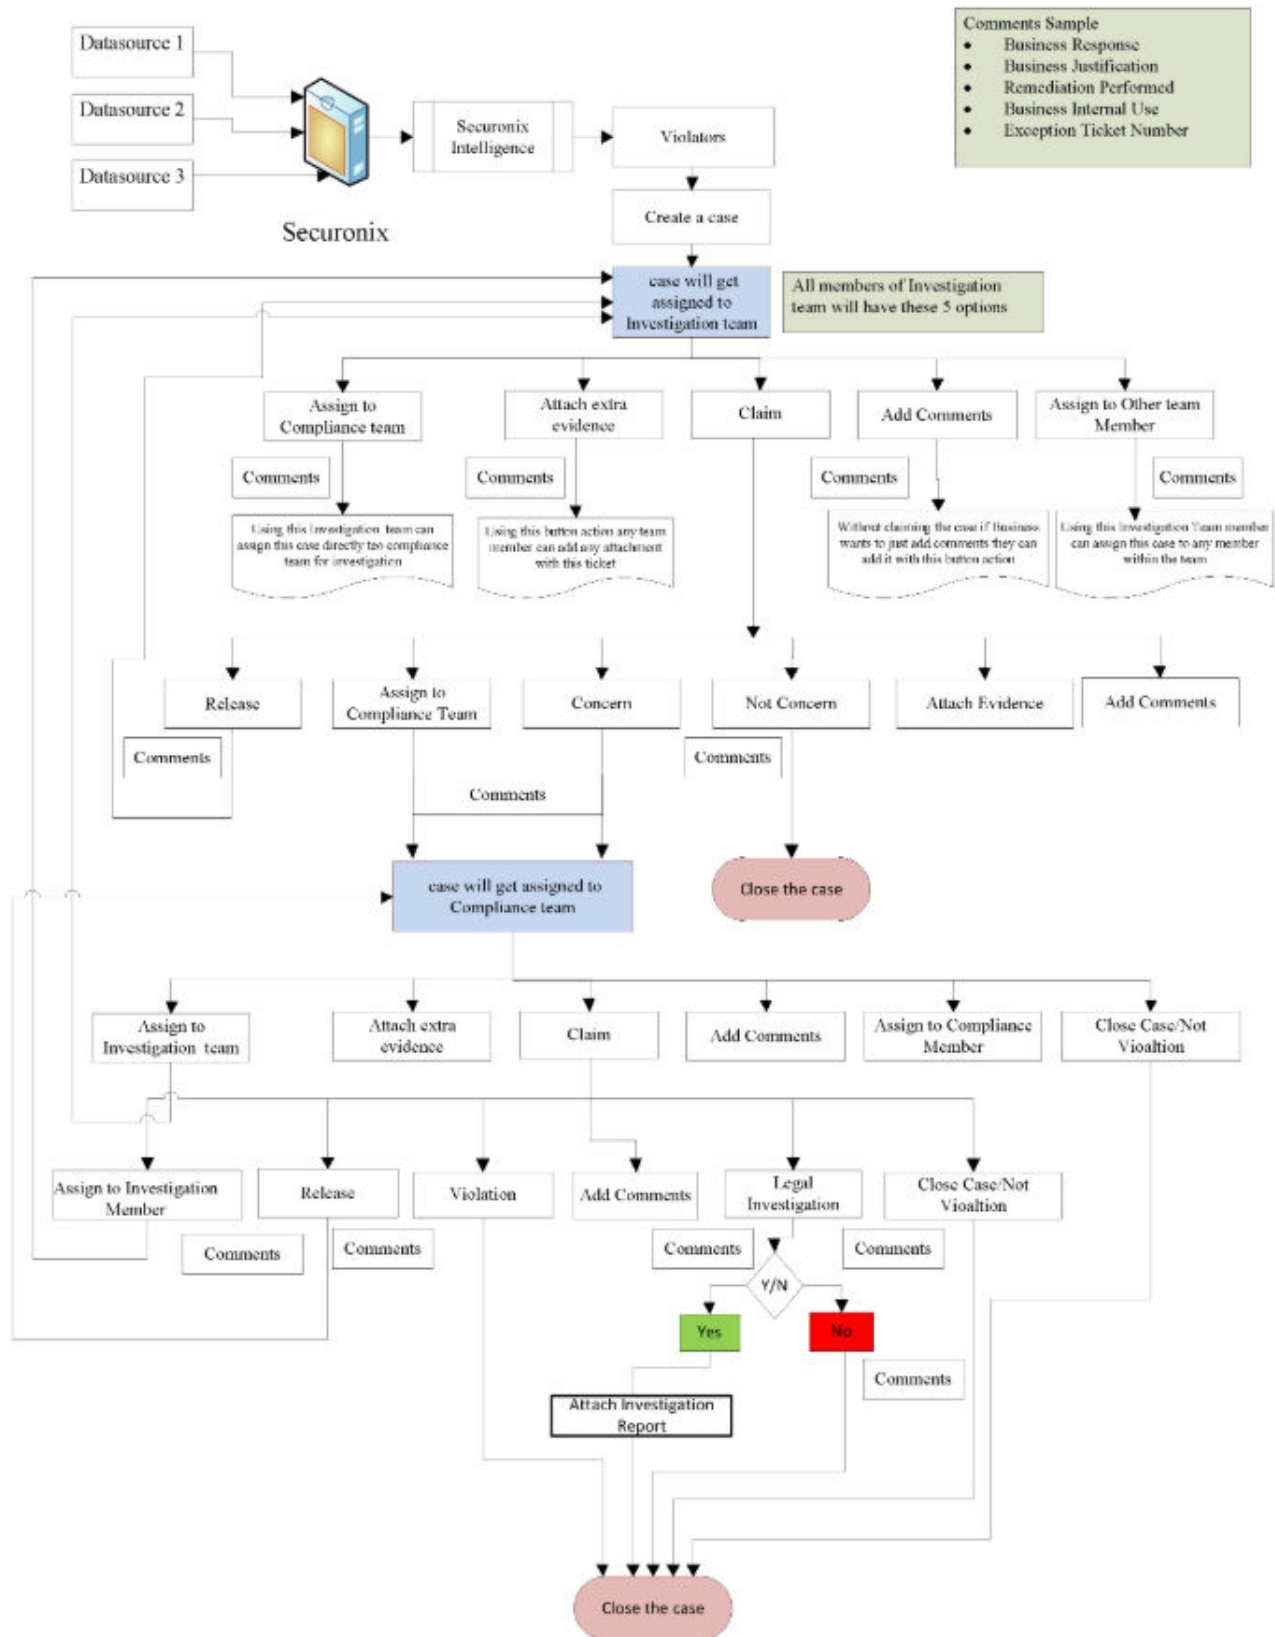 Datasource 1
Datasource 2
Datasource 3
Securonix
Securonix
Intelligence
Violators
Comments Sample
• Business Response
• Business Justification
• Remediation Performed
• Business Internal Use
• Exception Ticket Number
Create a case
case will get
assigned to
Investigation team
All members of Investigation
team will have these 5 options
Assign to
Compliance team
Attach extra
evidence
Claim
Add Comments
Assign to Other team
Member
Comments
Comments
Comments
Comments
Using this Investigation team can
assign this case directly teo compliance
team for investigation
Using this button action any team
member can add any attachment
with this ticket
Without claiming the case if Business
wants to just add comments they can
add it with this button action
Using this Investigation Team member
can assign this case to any member
within the team
Release
Assign to
Compliance Team
Concern
Not Concern
Attach Evidence
Add Comments
Comments
Comments
Comments
case will get assigned to
Compliance team
Close the case
Assign to
Investigation team
Attach extra
evidence
Claim
Add Comments
Assign to Compliance
Member
Close Case/Not
Vioaltion
Assign to Investigation
Member
Release
Violation
Add Comments
Legal
Investigation
Close Case/Not
Vioaltion
Comments
Comments
Comments
Comments
Y/N
Yes
No
Comments
Attach Investigation
Report
Close the case